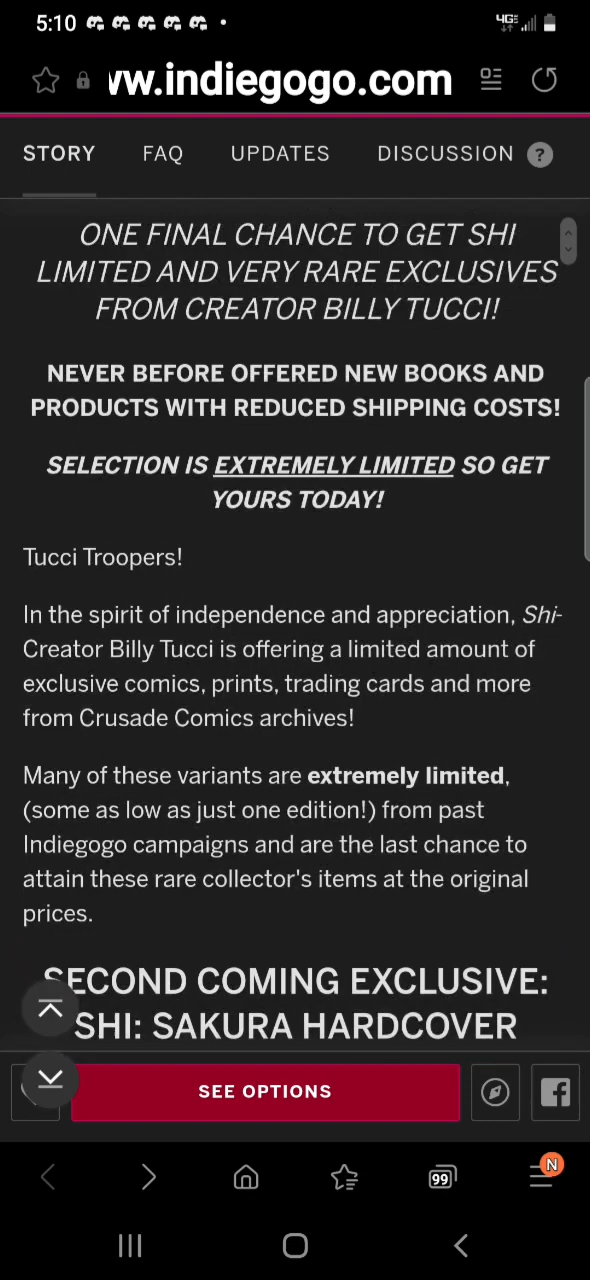 5:10
4GE
vw.indiegogo.com
STORY FAQ UPDATES DISCUSSION ?
ONE FINAL CHANCE TO GET SHI
LIMITED AND VERY RARE EXCLUSIVES
FROM CREATOR BILLY TUCCI!
NEVER BEFORE OFFERED NEW BOOKS AND
PRODUCTS WITH REDUCED SHIPPING COSTS!
SELECTION IS EXTREMELY LIMITED SO GET
YOURS TODAY!
Tucci Troopers!
In the spirit of independence and appreciation, Shi-
Creator Billy Tucci is offering a limited amount of
exclusive comics, prints, trading cards and more
from Crusade Comics archives!
Many of these variants are extremely limited,
(some as low as just one edition!) from past
Indiegogo campaigns and are the last chance to
attain these rare collector's items at the original
prices.
SECOND COMING EXCLUSIVE:
SHI: SAKURA HARDCOVER
SEE OPTIONS
99
N